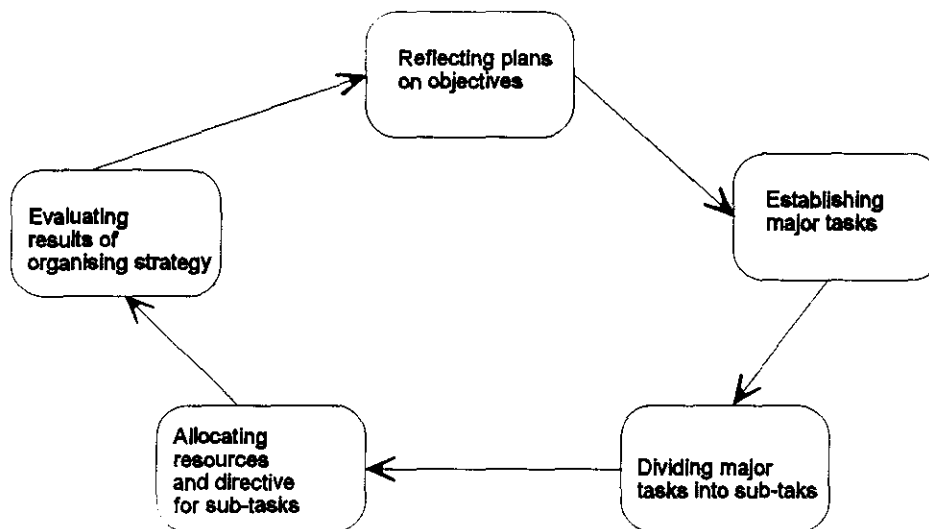 Reflecting plans
on objectives
Establishing
major tasks
Dividing major
tasks into sub-taks
Allocating
resources
and directive
for sub-tasks
Evaluating
results of
organising strategy